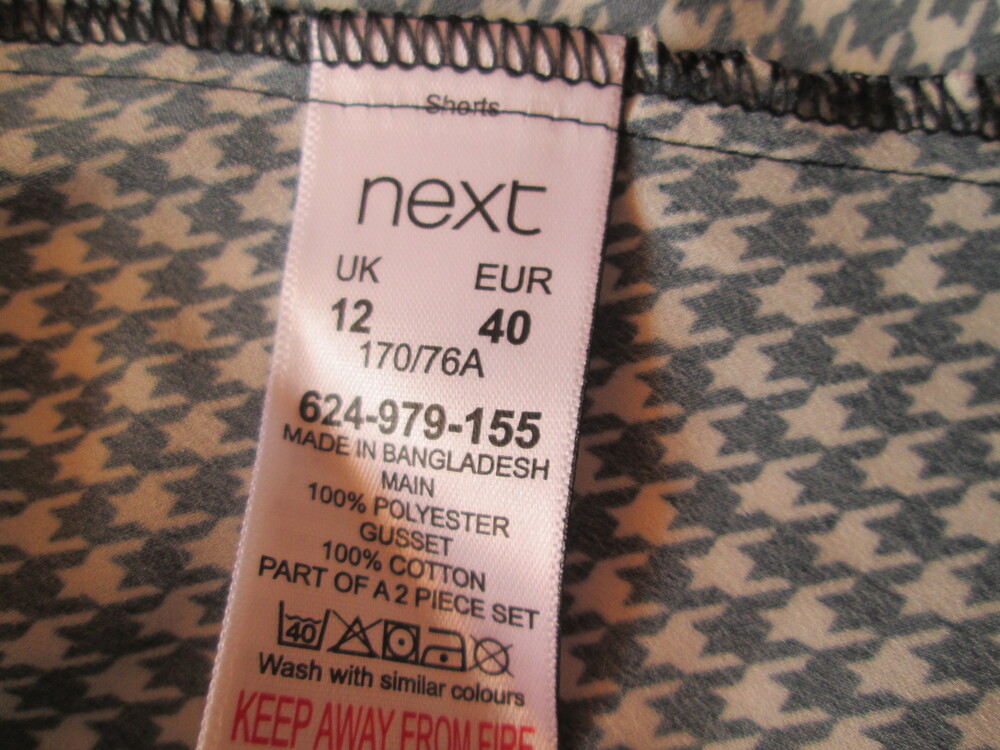 Shorts
next
UK EUR
12 40
170/76A
624-979-155
MADE IN BANGLADESH
MAIN
100% POLYESTER
GUSSET
100% COTTON
PART OF A 2 PIECE SET
40
Wash with similar colours
KEEP AWAY FROM FIRE